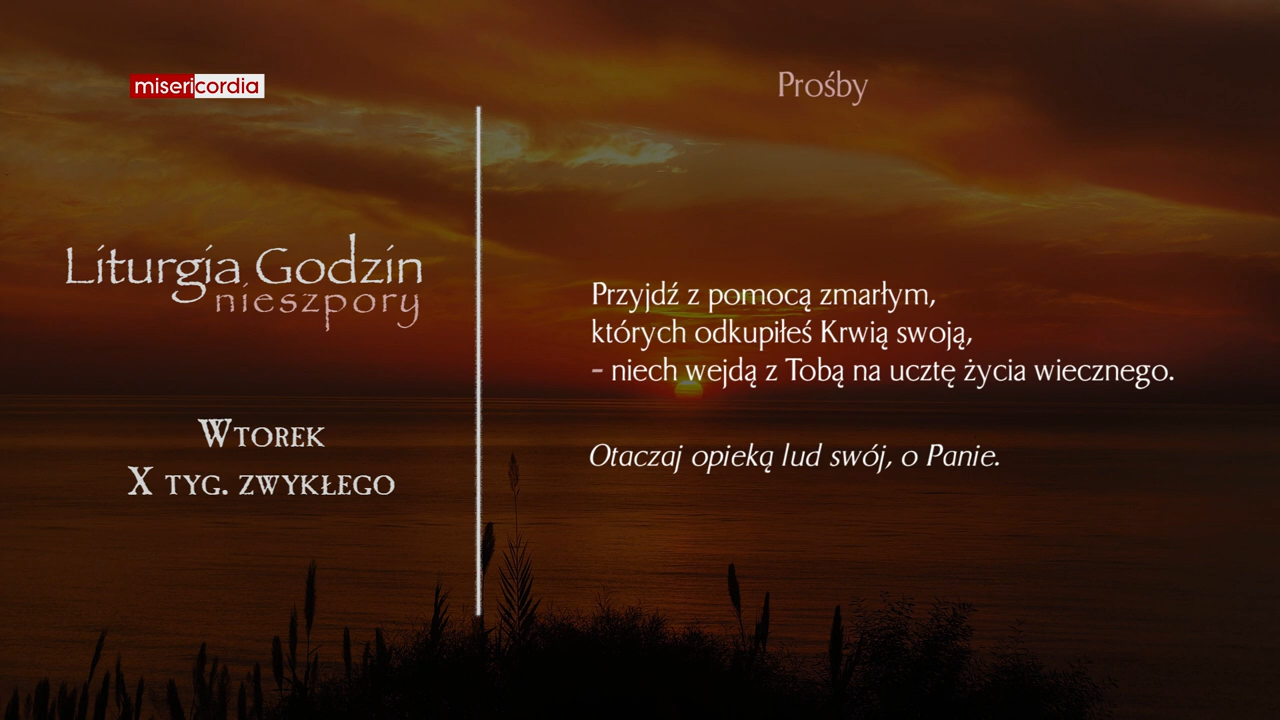 misericordia
Prośby
Liturgia Godzin
nieszpory
Wtorek
X tyg. zwykłego
Przyjdź z pomocą zmarłym,
których odkupiłeś Krwią swoją,
- niech wejdą z Tobą na ucztę życia wiecznego.
Otaczaj opieką lud swój, o Panie.